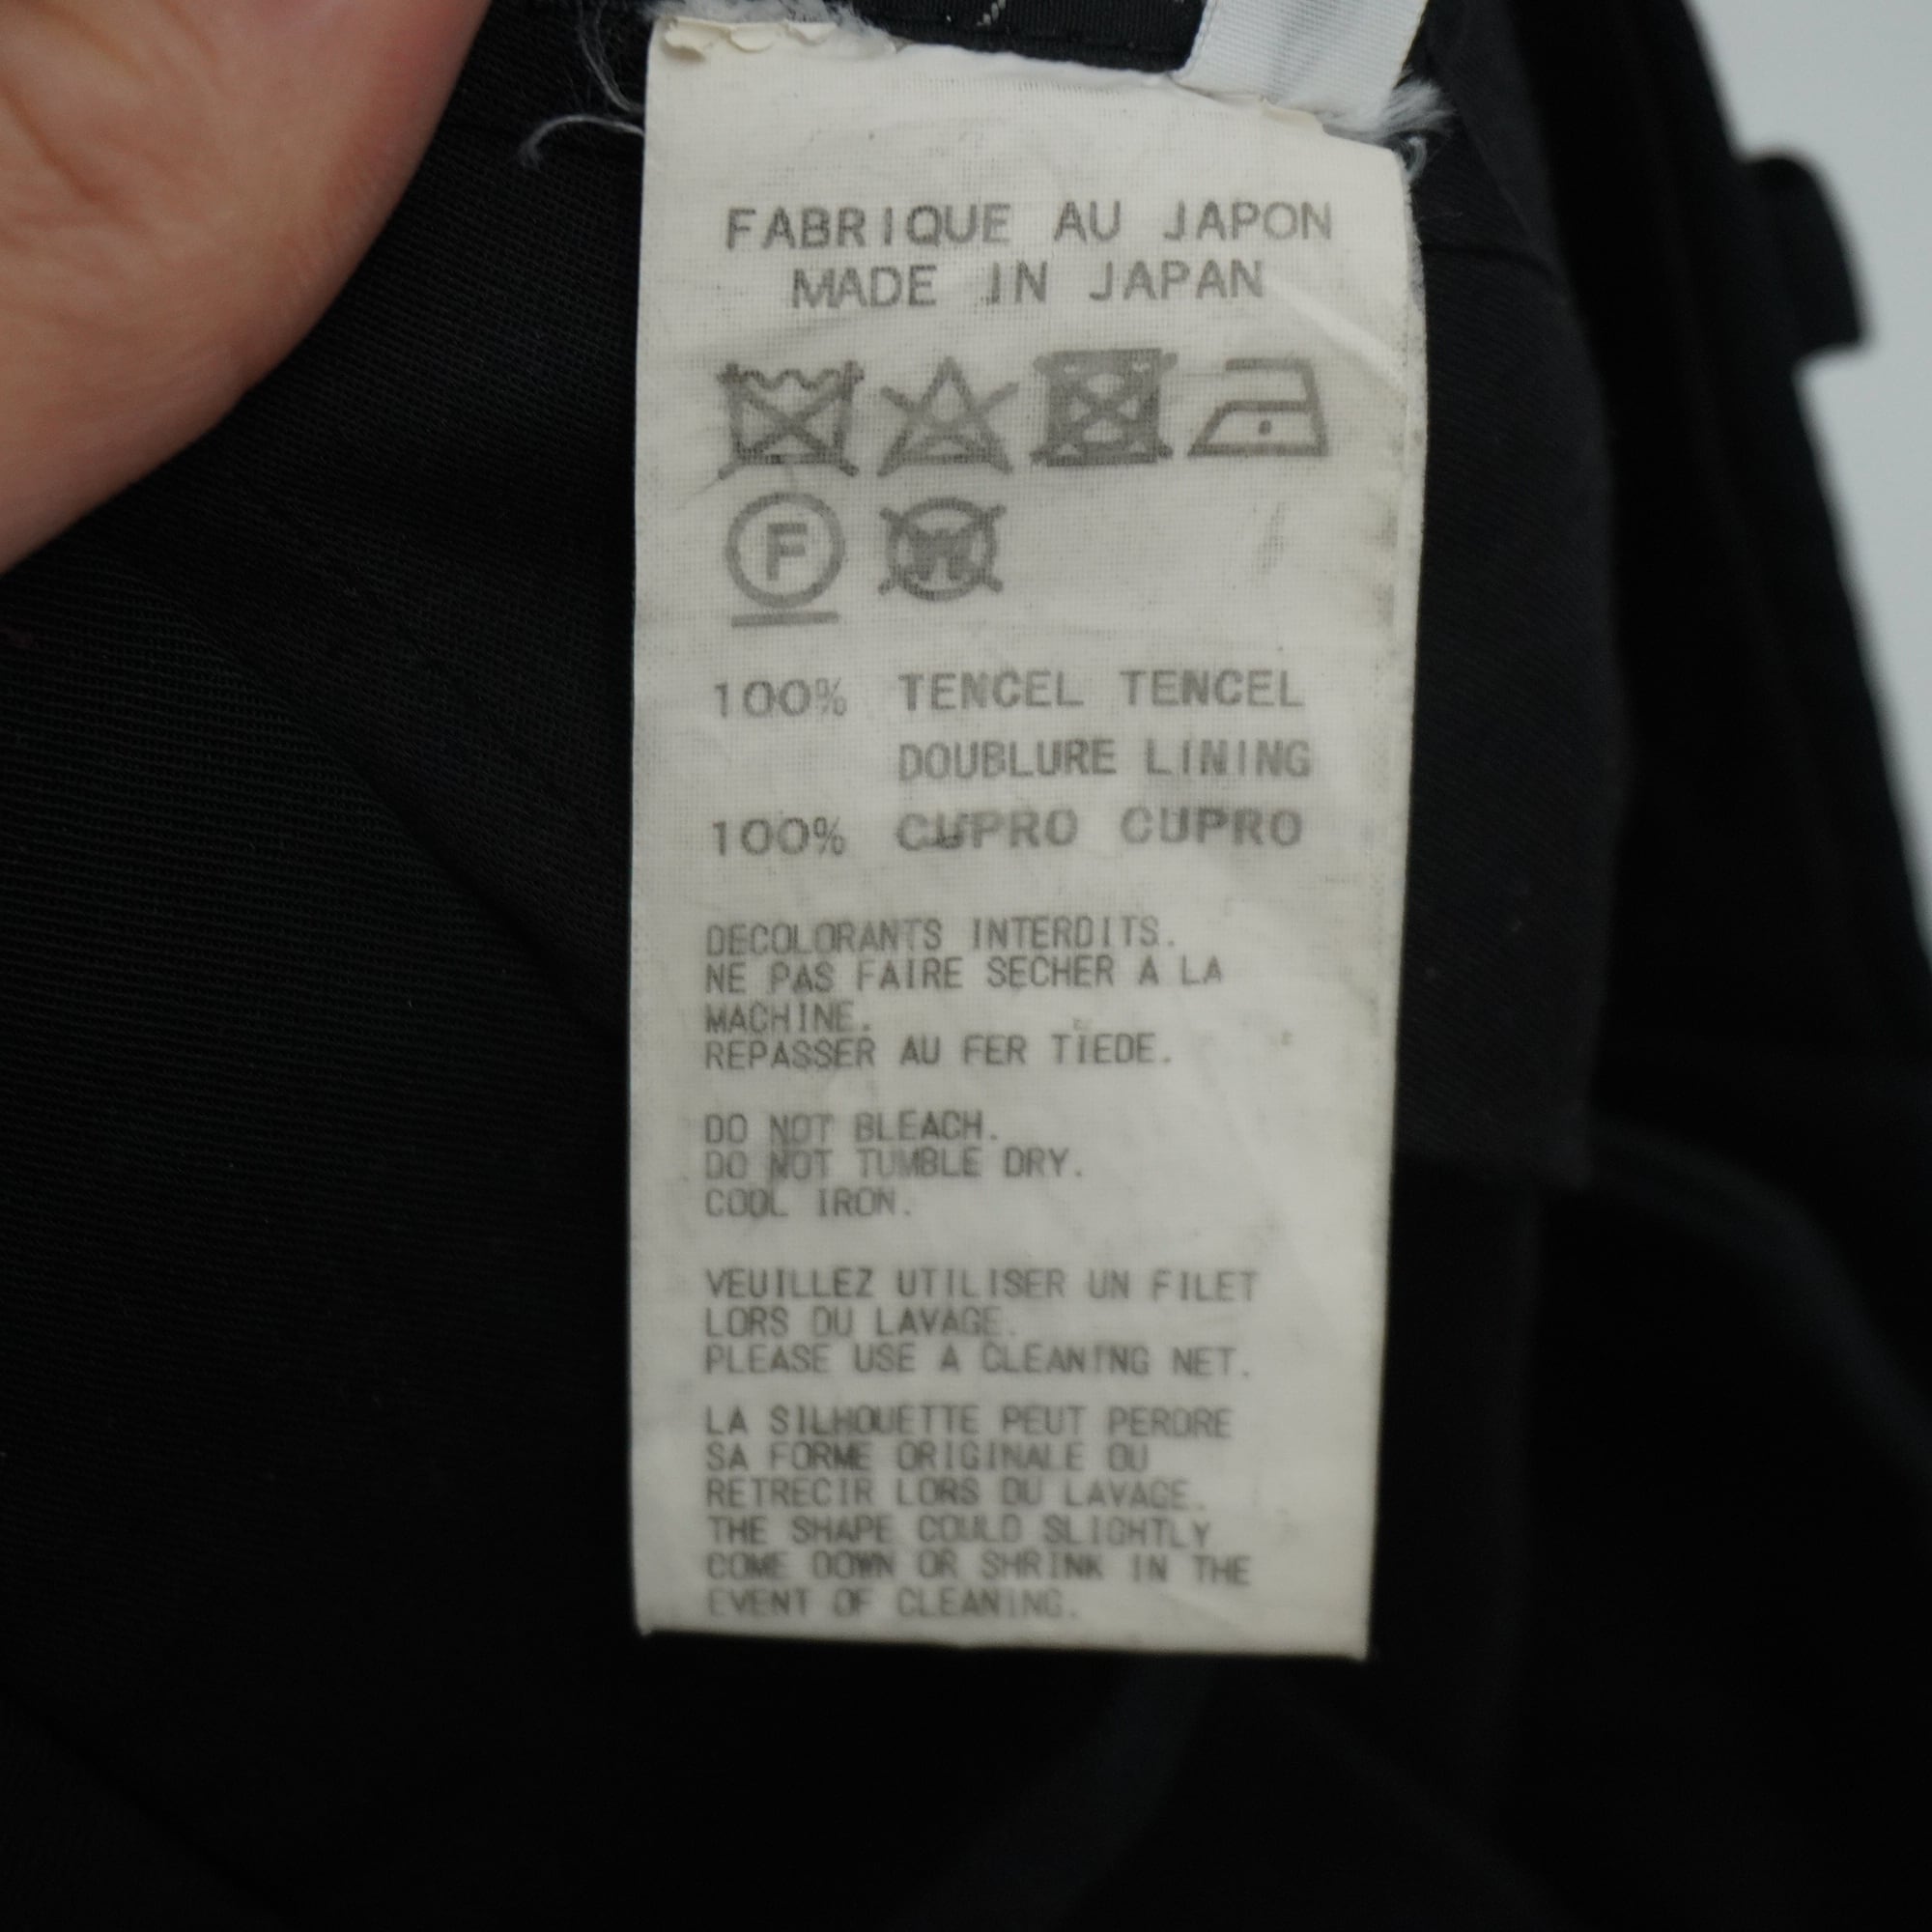 FABRIQUE AU JAPON
MADE IN JAPAN
F W
100% TENCEL TENCEL
DOUBLURE LINING
100% CUPRO CUPRO
DECOLORANTS INTERDITS.
NE PAS FAIRE SECHER A LA
MACHINE.
REPASSER AU FER TIEDE.
DO NOT BLEACH.
DO NOT TUMBLE DRY.
COOL IRON.
VEUILLEZ UTILISER UN FILET
LORS DU LAVAGE.
PLEASE USE A CLEANING NET.
LA SILHOUETTE PEUT PERDRE
SA FORME ORIGINALE OU
RETRECIR LORS DU LAVAGE.
THE SHAPE COULD SLIGHTLY
COME DOWN OR SHRINK IN THE
EVENT OF CLEANING.